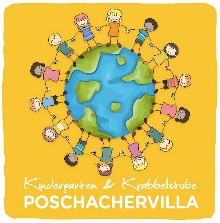 Kindergarten & Krabbelstube
POSCHACHERVILLA